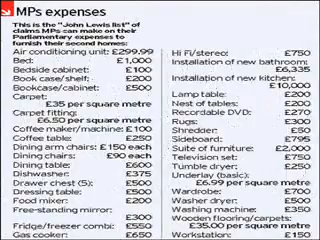 MPs expenses
This is the "John Lewis list" of
claims MPs can make on their
Parliamentary expenses to
furnish their second homes:
Air conditioning unit: £299.99
Bed: £1,000
Bedside cabinet: £100
Book case/shelf: £200
Bookcase/cabinet: £500
Carpet:
£35 per square metre
Carpet fitting:
£6.50 per square metre
Coffee maker/machine: £100
Coffee table: £250
Dining arm chairs: £150 each
Dining chairs: £90 each
Dining table: £600
Dishwasher: £375
Drawer chest (5): £500
Dressing table: £500
Food mixer: £200
Free-standing mirror:
£300
Fridge/freezer combi: £550
Gas cooker: £650
Hi Fi/stereo: £750
Installation of new bathroom:
£6,335
Installation of new kitchen:
£10,000
Lamp table: £200
Nest of tables: £200
Recordable DVD: £270
Rugs: £300
Shredder: £50
Sideboard: £795
Suite of furniture: £2,000
Television set: £750
Tumble dryer: £250
Underlay (basic):
£6.99 per square metre
Wardrobe: £700
Washer dryer: £500
Washing machine: £350
Wooden flooring/carpets:
£35.00 per square metre
Workstation: £150